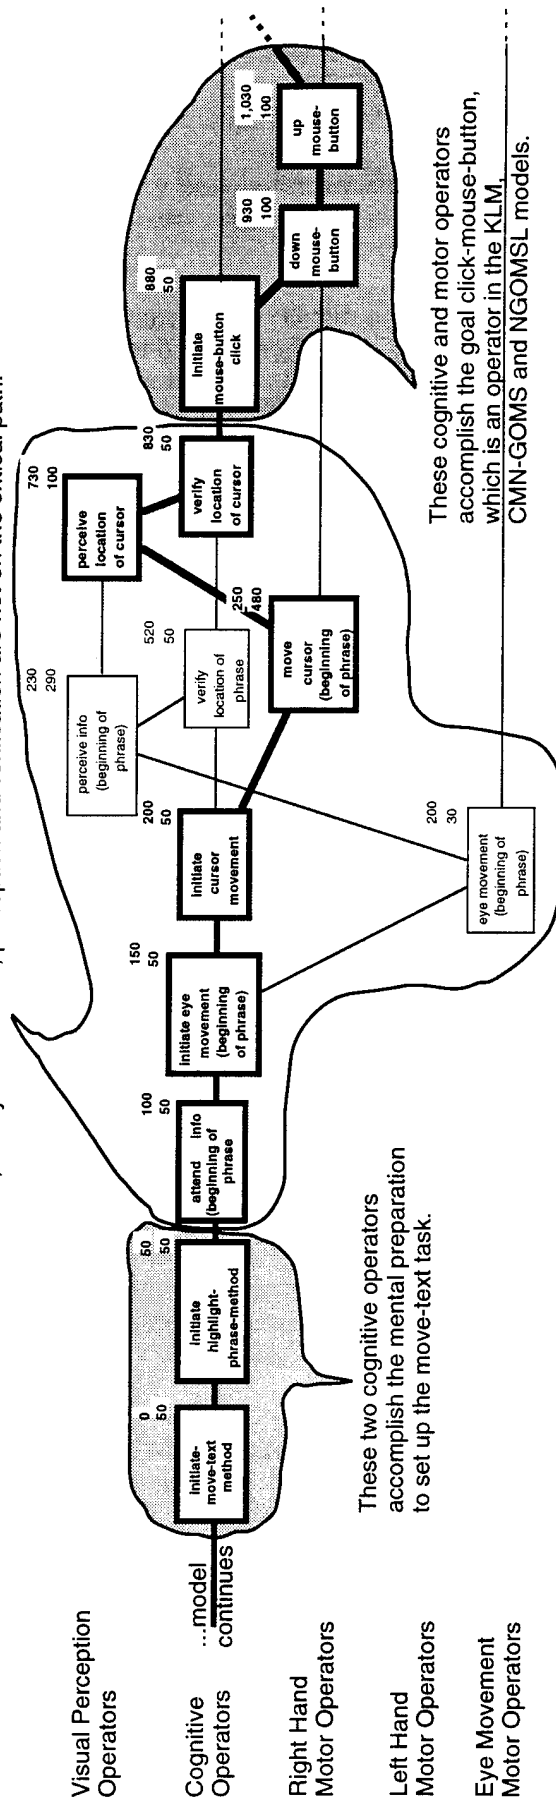 Visual Perception
Operators
Cognitive
Operators
Right Hand
Motor Operators
Left Hand
Motor Operators
Eye Movement
Motor Operators
...model
continues
0
50
initiate-
move-text
method
50
50
initiate
highlight-
phrase-method
These two cognitive operators
accomplish the mental preparation
to set up the move-text task.
100
50
attend info
(beginning of
phrase
150
50
initiate eye
movement
(beginning
of phrase)
200
50
initiate
cursor
movement
200
30
eye movement
(beginning of
phrase)
230
290
perceive info
(beginning of
phrase)
520
50
verify
location of
phrase
250
480
move
cursor
(beginning
of phrase)
730
100
perceive
location
of cursor
830
50
verify
location
of cursor
880
50
initiate
mouse-button
click
930
100
down
mouse-
button
1,030
100
up
mouse-
button
These cognitive and motor operators
accomplish the goal click-mouse-button,
which is an operator in the KLM,
CMN-GOMS and NGOMSL models.